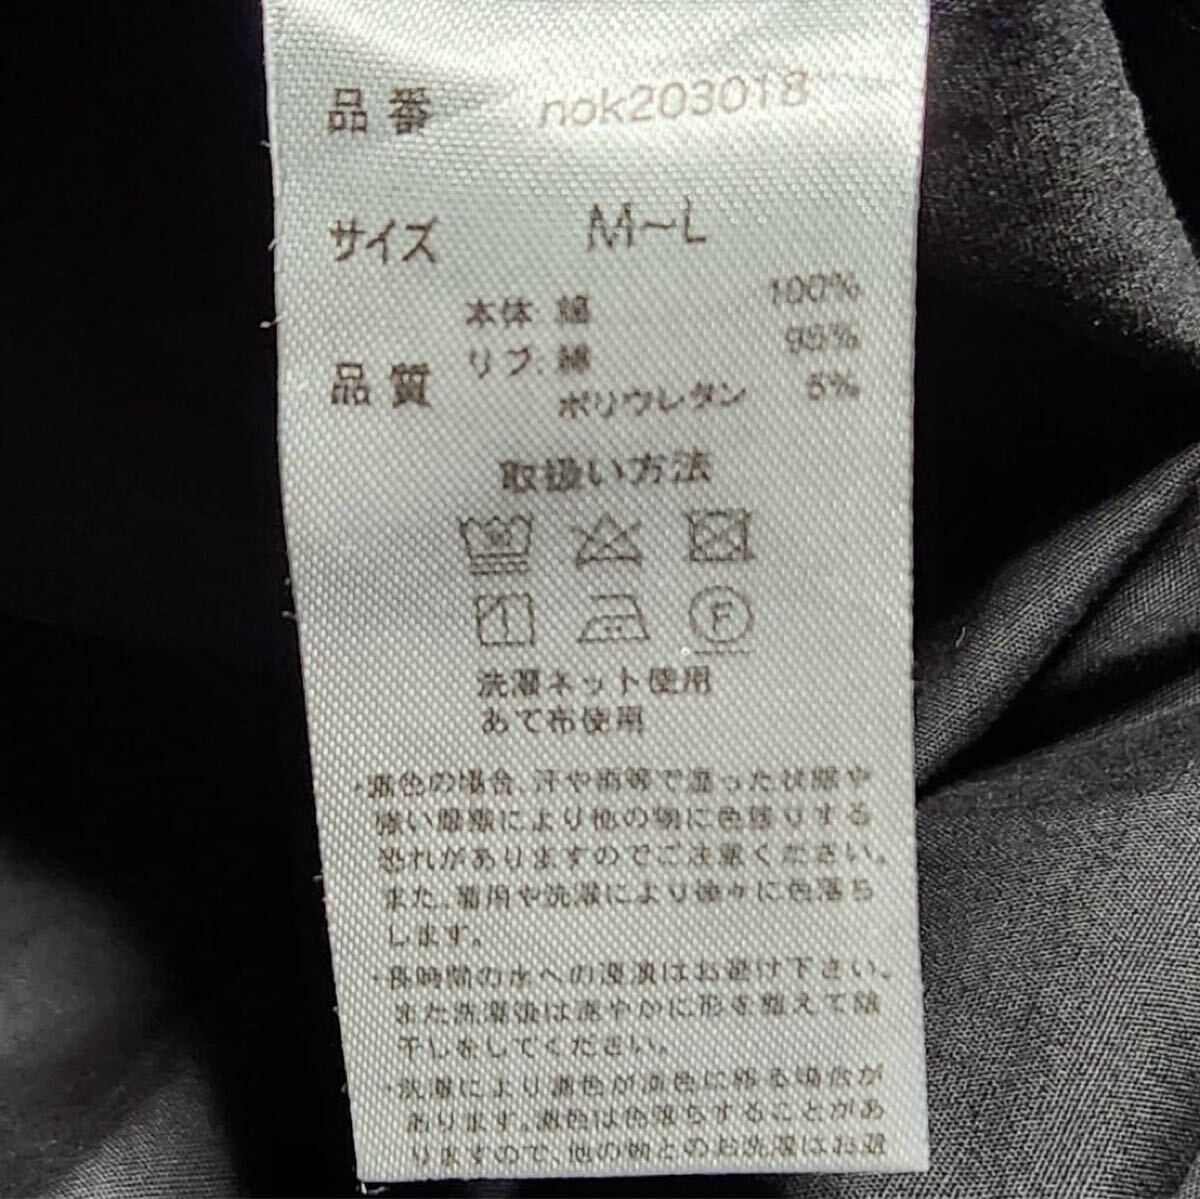 品番 nok203018
サイズ M~L
本体 綿 100%
品質 リブ: 綿 95%
ポリウレタン 5%
取扱い方法
F
洗濯ネット使用
あて布使用
・濃色の場合、汗や雨等で湿った状態や
強い摩擦により他の物に色移りする
恐れがありますのでご注意ください。
また、着用や洗濯により徐々に色落ち
します。
・長時間の水への浸漬はお避け下さい。
また洗濯後は速やかに形を整えて陰
干しをしてください。
・洗濯により濃色が淡色に移る場合が
あります。濃色は色落ちすることがあ
りますので、他の物とのお洗濯はお避